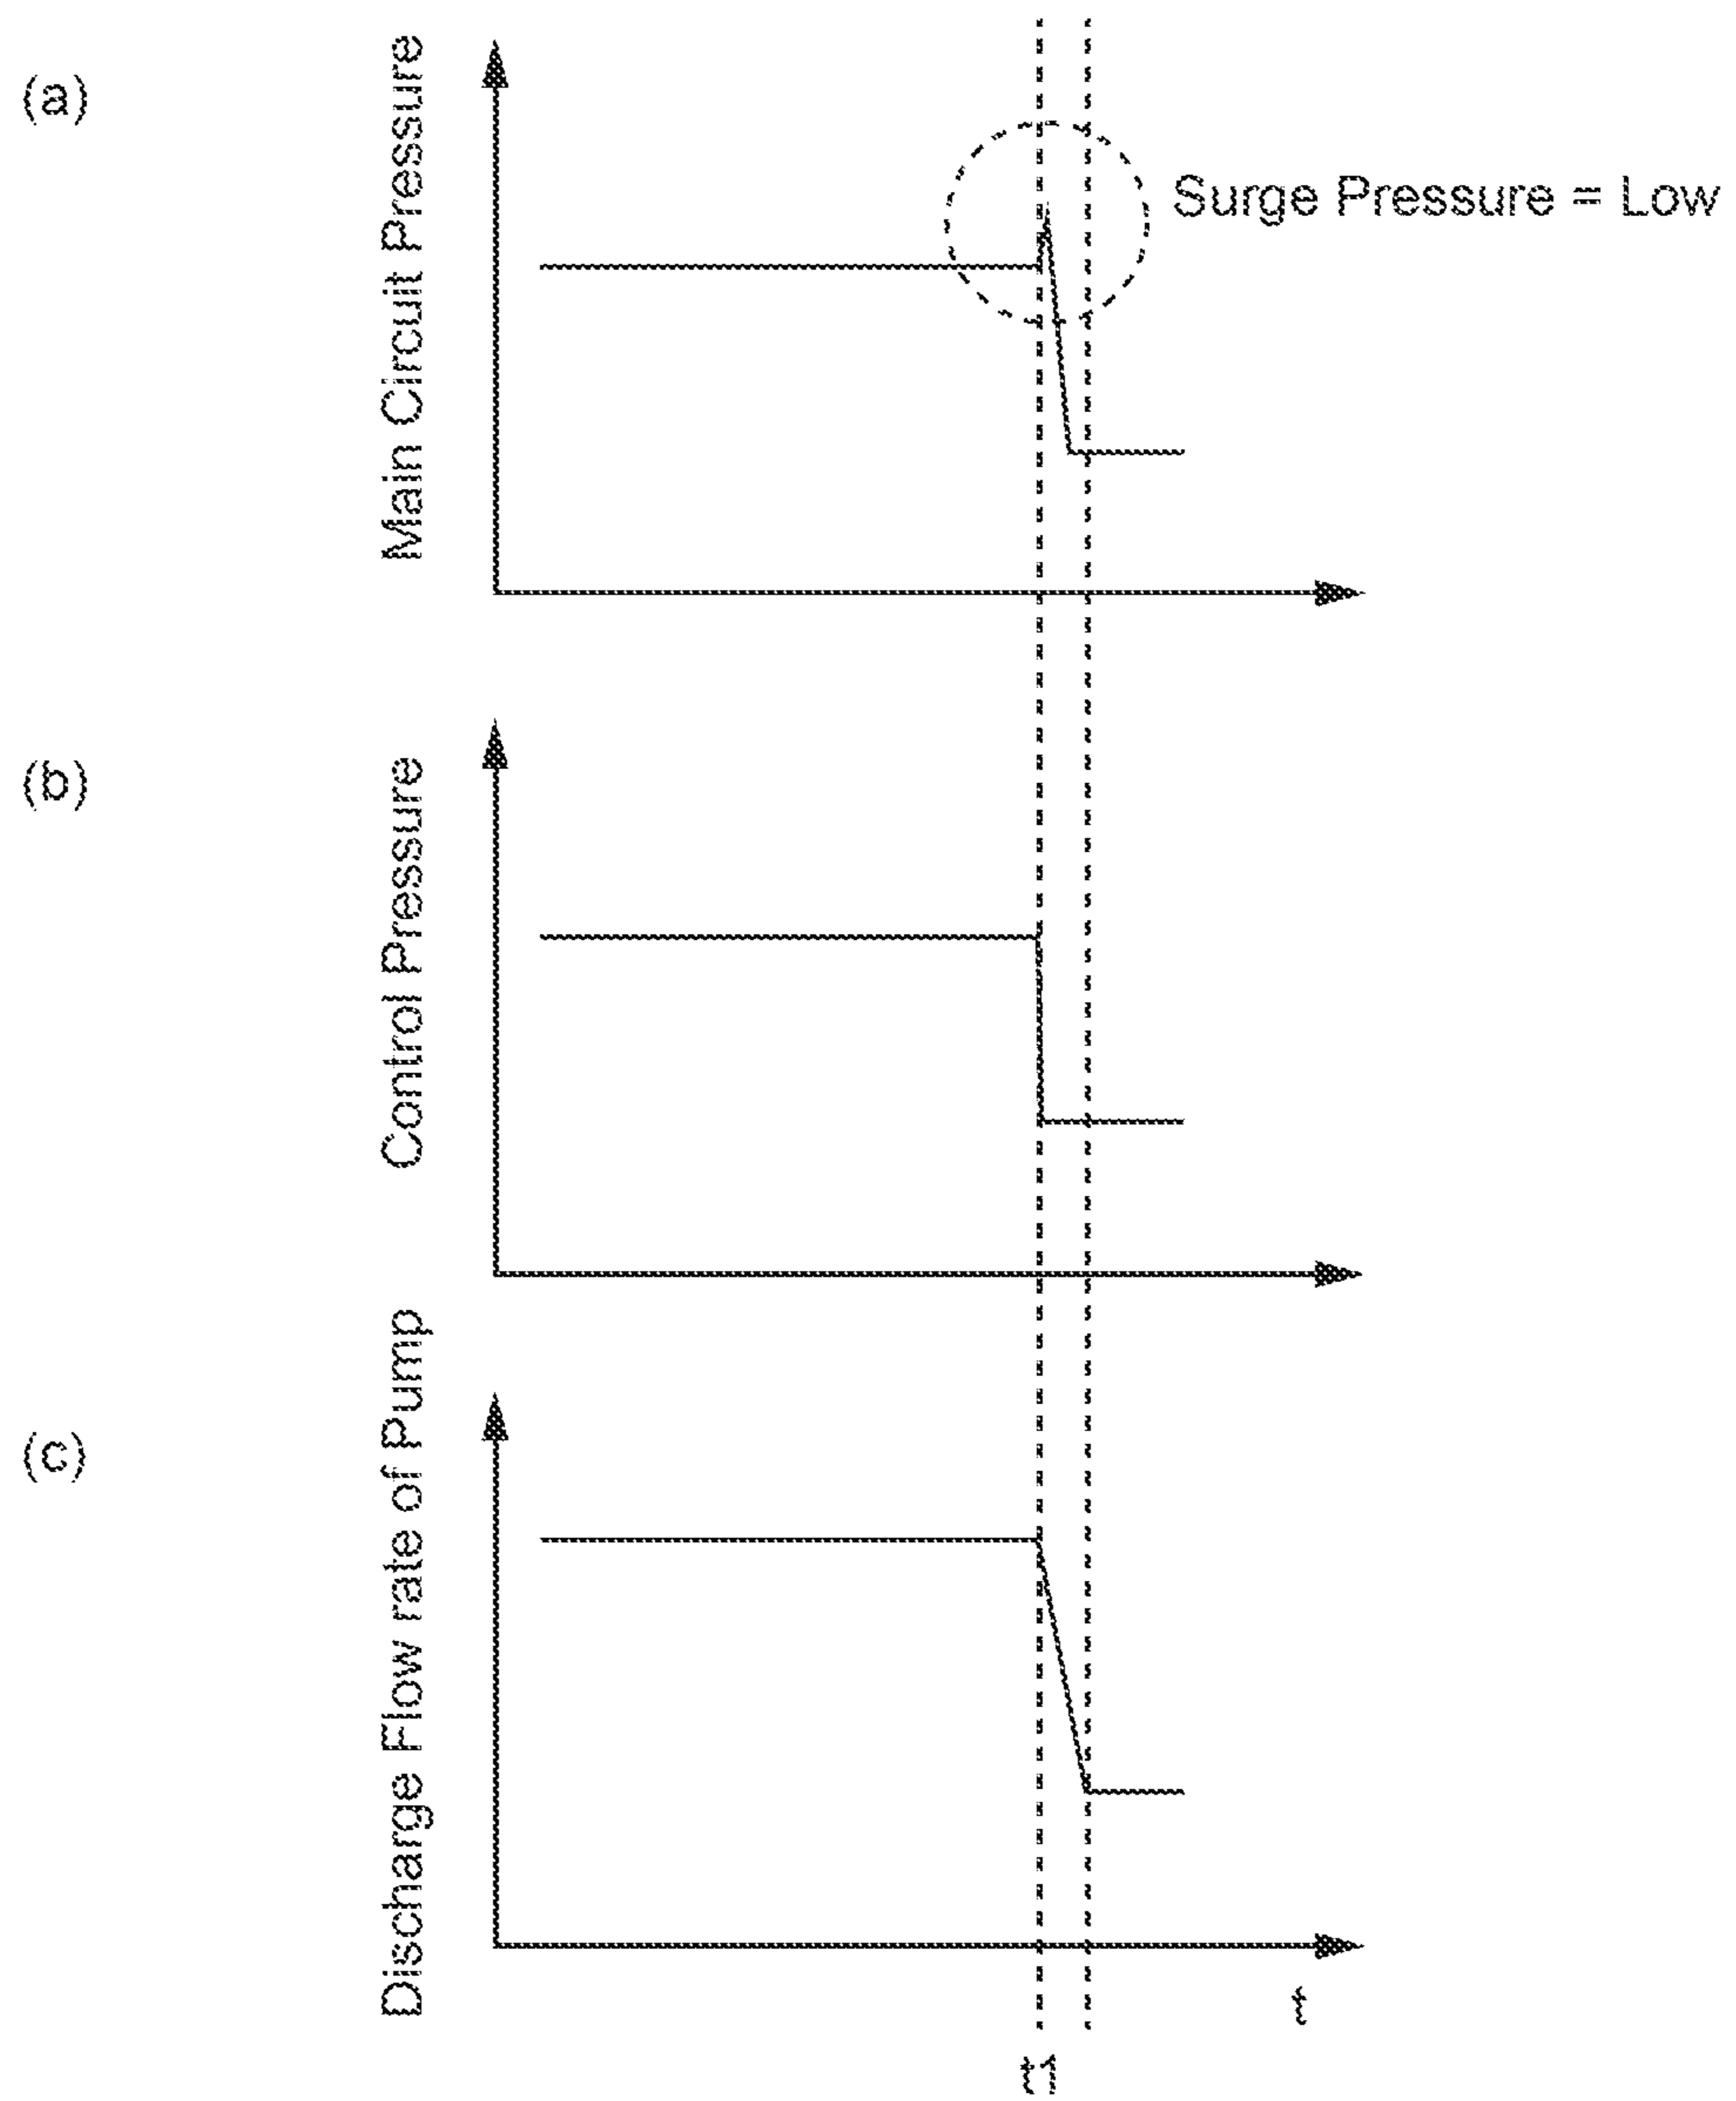 (a)
Main Circuit Pressure
Surge Pressure = Low
(b)
Control Pressure
(c)
Discharge Flow rate of Pump
t
t1